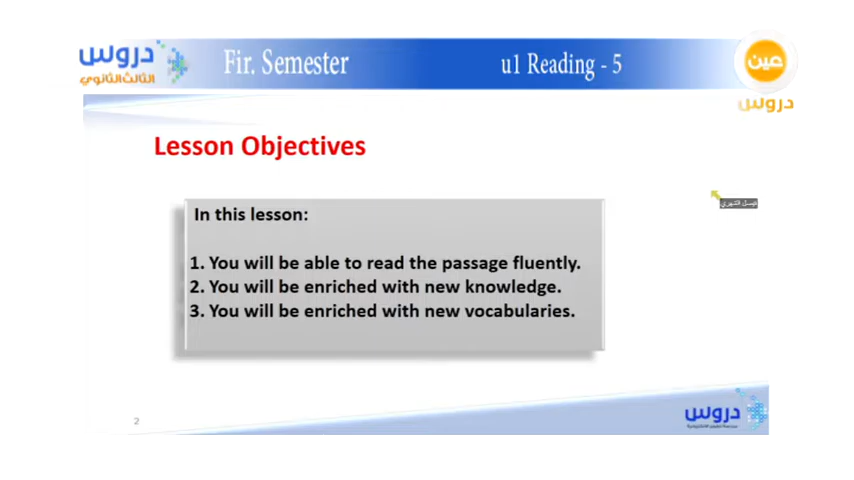 دروس
الثالث الثانوي
Fir. Semester
u1 Reading - 5
عين
دروس
Lesson Objectives
In this lesson:
1. You will be able to read the passage fluently.
2. You will be enriched with new knowledge.
3. You will be enriched with new vocabularies.
2
دروس